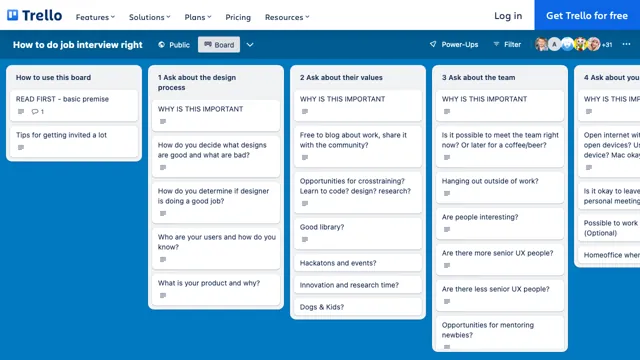 Trello
Features
Solutions
Plans
Pricing
Resources
Log in
Get Trello for free
How to do job interview right
Public
Board
Power-Ups
Filter
A
+31
How to use this board
READ FIRST - basic premise
1
Tips for getting invited a lot
1 Ask about the design
process
WHY IS THIS IMPORTANT
How do you decide what designs
are good and what are bad?
How do you determine if designer
is doing a good job?
Who are your users and how do you
know?
What is your product and why?
2 Ask about their values
WHY IS THIS IMPORTANT
Free to blog about work, share it
with the community?
Opportunities for crosstraining?
Learn to code? design? research?
Good library?
Hackatons and events?
Innovation and research time?
Dogs & Kids?
3 Ask about the team
WHY IS THIS IMPORTANT
Is it possible to meet the team right
now? Or later for a coffee/beer?
Hanging out outside of work?
Are people interesting?
Are there more senior UX people?
Are there less senior UX people?
Opportunities for mentoring
newbies?
4 Ask about you
WHY IS THIS IMPO
Open internet wit
open devices? Us
device? Mac okay
Is it okay to leave
personal meeting
Possible to work
(Optional)
Homeoffice when